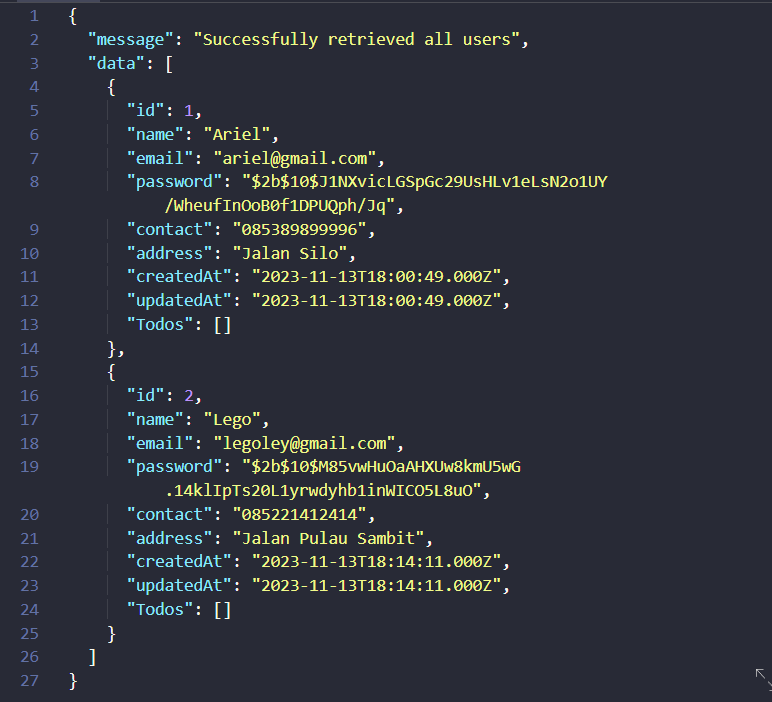 1 {
2   "message": "Successfully retrieved all users",
3   "data": [
4     {
5       "id": 1,
6       "name": "Ariel",
7       "email": "ariel@gmail.com",
8       "password": "$2b$10$J1NXvicLGSpGc29UsHLv1eLsN2o1UY
/WheufInOoB0f1DPUQph/Jq",
9       "contact": "085389899996",
10       "address": "Jalan Silo",
11       "createdAt": "2023-11-13T18:00:49.000Z",
12       "updatedAt": "2023-11-13T18:00:49.000Z",
13       "Todos": []
14     },
15     {
16       "id": 2,
17       "name": "Lego",
18       "email": "legoley@gmail.com",
19       "password": "$2b$10$M85vwHuOaAHXUw8kmU5wG
.14klIpTs20L1yrwdyhb1inWICO5L8uO",
20       "contact": "085221412414",
21       "address": "Jalan Pulau Sambit",
22       "createdAt": "2023-11-13T18:14:11.000Z",
23       "updatedAt": "2023-11-13T18:14:11.000Z",
24       "Todos": []
25     }
26   ]
27 }